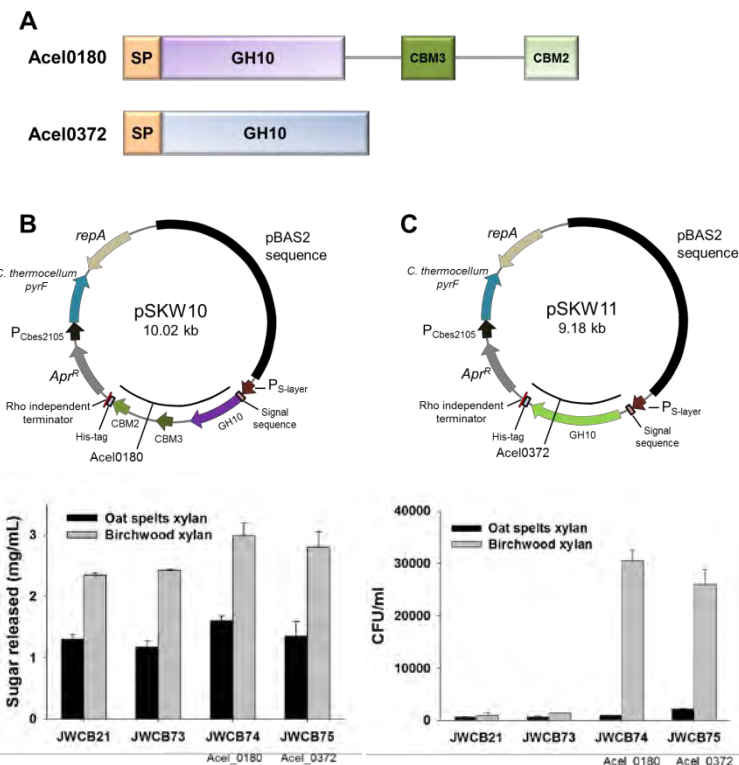 A
Acel0180
SP
GH10
CBM3
CBM2
Acel0372
SP
GH10
B
repA
pBAS2
sequence
C. thermocellum
pyrF
pSKW10
10.02 kb
PCbes2105
AprR
PS-layer
Rho independent
terminator
Signal
sequence
His-tag
CBM2
CBM3
GH10
Acel0180
C
repA
pBAS2
sequence
C. thermocellum
pyrF
pSKW11
9.18 kb
PCbes2105
AprR
PS-layer
Rho independent
terminator
Signal
sequence
His-tag
GH10
Acel0372
Sugar released (mg/mL)
3
2
1
0
Oat spelts xylan
Birchwood xylan
JWCB21 JWCB73 JWCB74 JWCB75
Acel_0180 Acel_0372
CFU/ml
40000
30000
20000
10000
0
Oat spelts xylan
Birchwood xylan
JWCB21 JWCB73 JWCB74 JWCB75
Acel_0180 Acel_0372